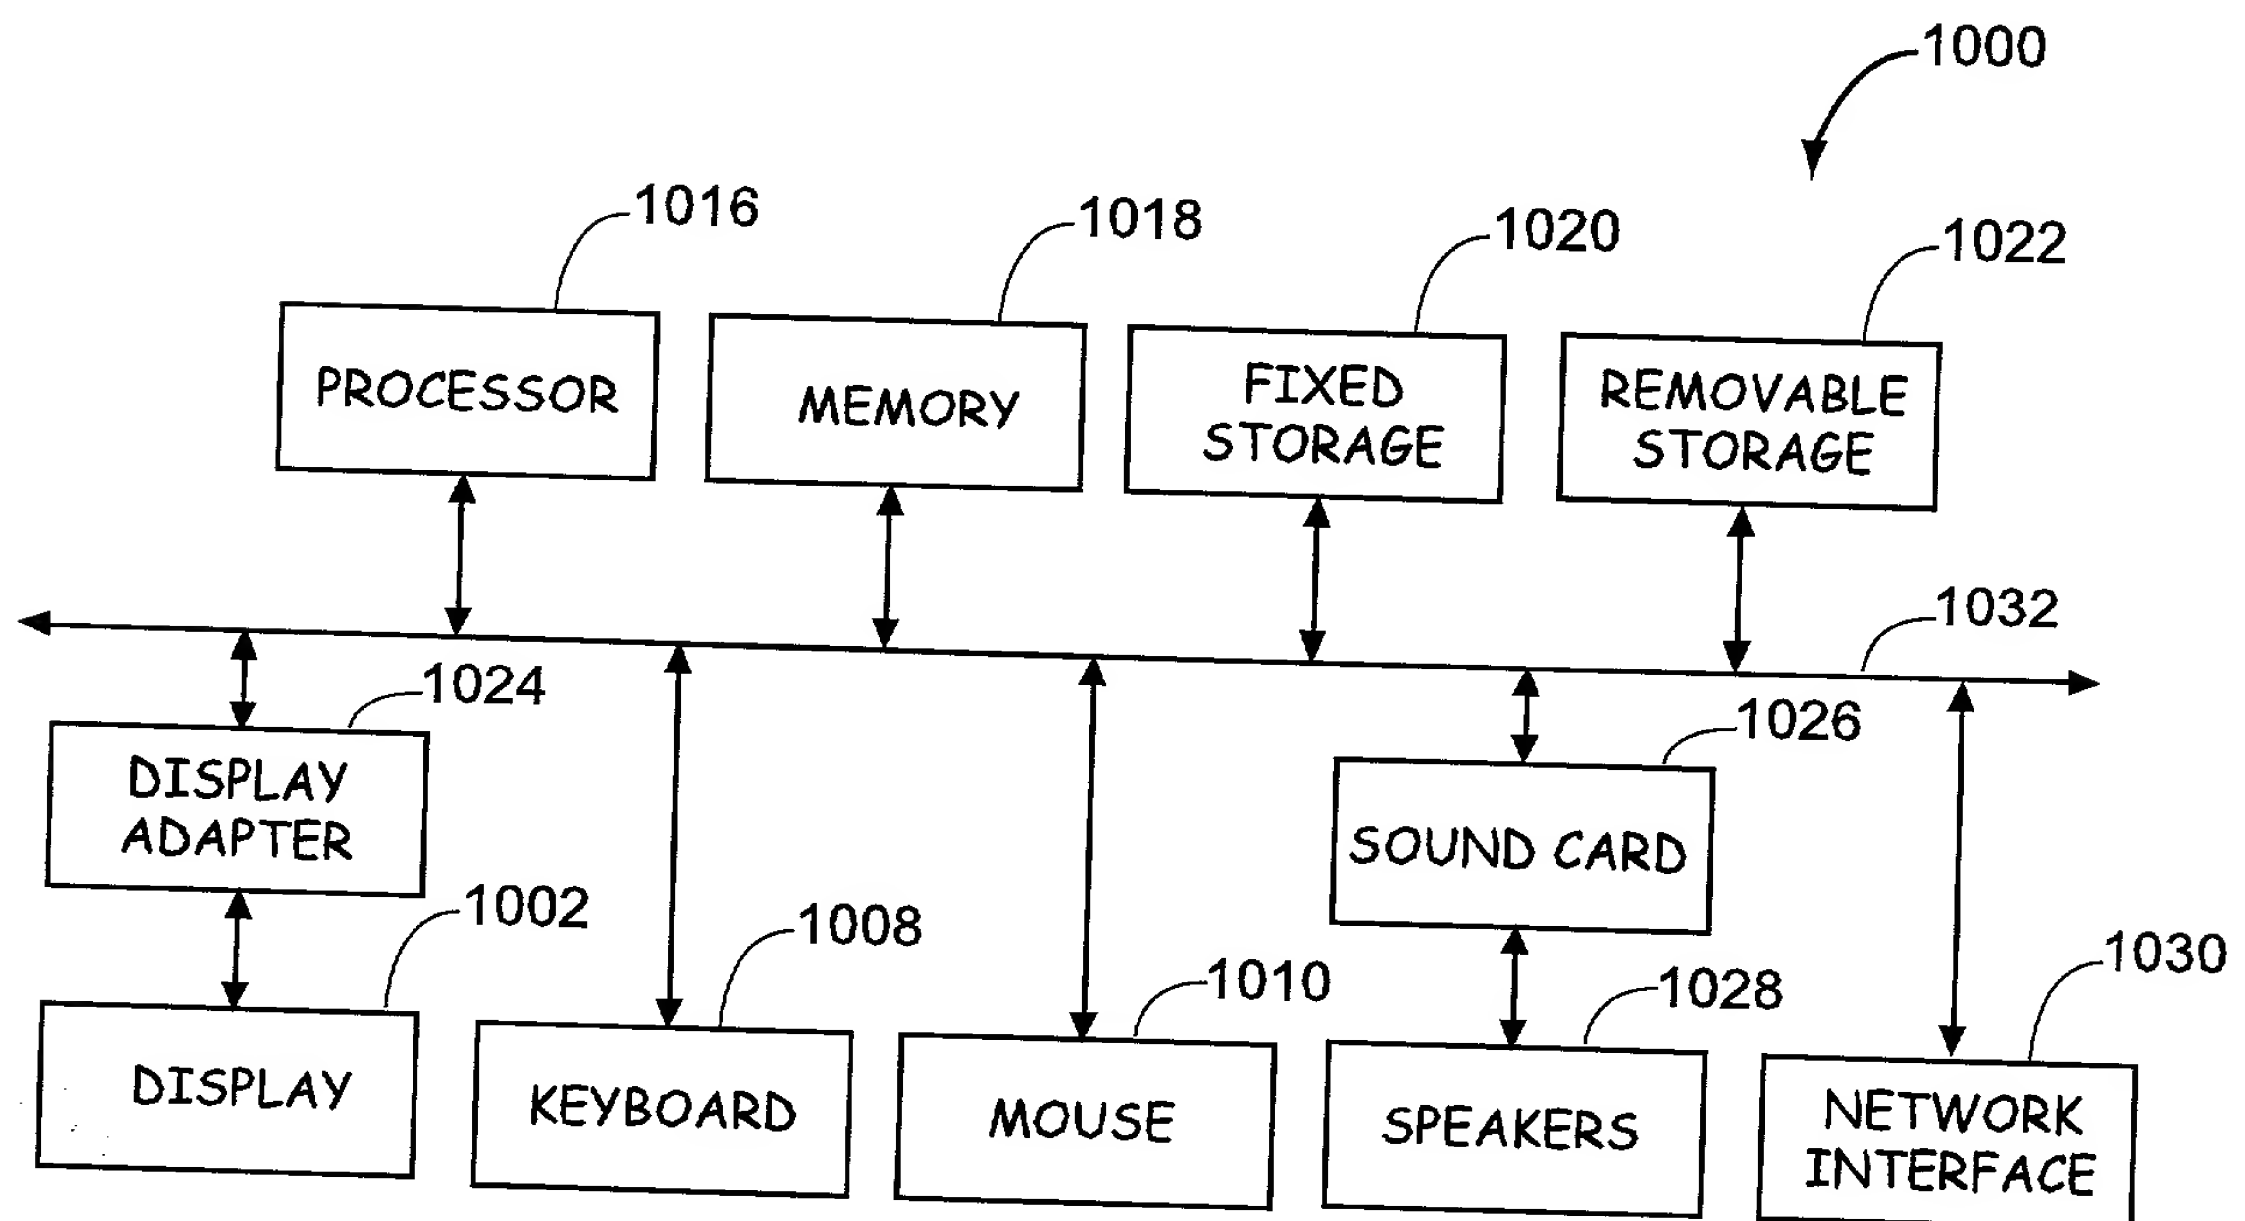 1000
1016
1018
1020
1022
PROCESSOR
MEMORY
FIXED
STORAGE
REMOVABLE
STORAGE
1032
1024
1026
DISPLAY
ADAPTER
SOUND CARD
1002
1008
1010
1028
1030
DISPLAY
KEYBOARD
MOUSE
SPEAKERS
NETWORK
INTERFACE